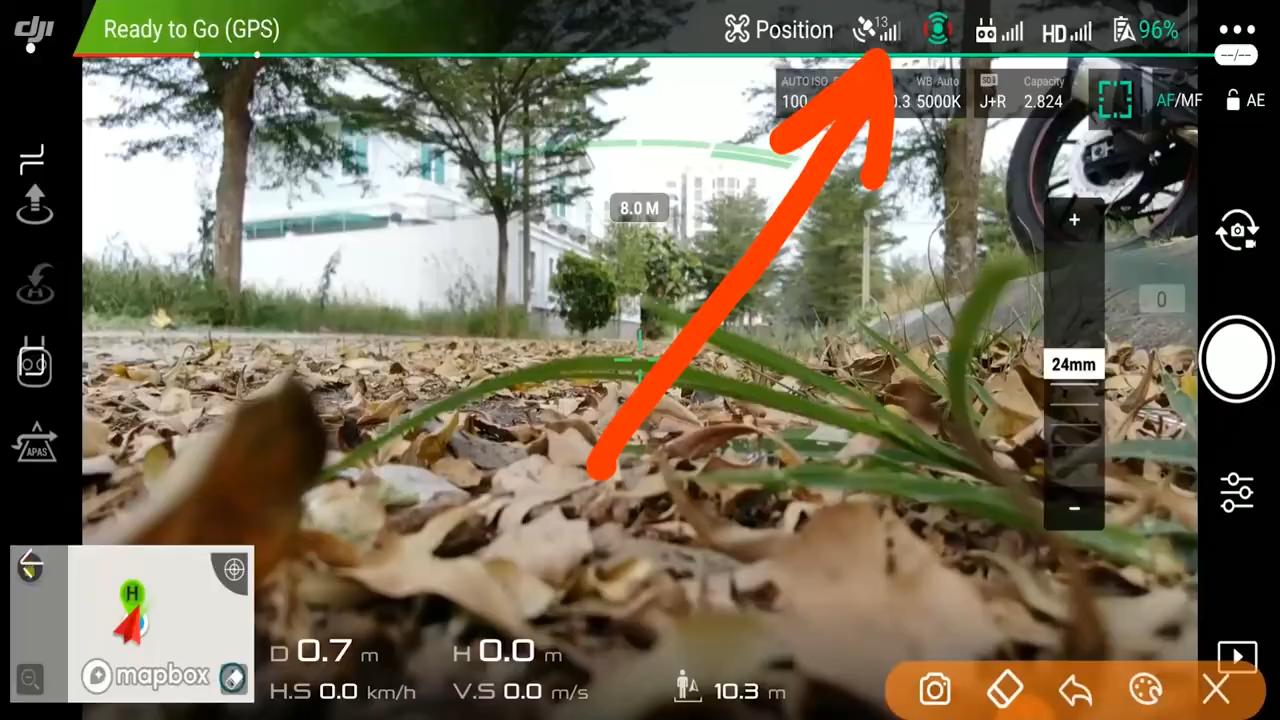 dji
Ready to Go (GPS)
Position
13
HD
96%
--/--
AUTO ISO
100
0.3
WB Auto
5000K
SD
J+R
Capacity
2.824
AF/MF
AE
8.0 M
+
0
24mm
-
APAS
H
H
mapbox
D 0.7 m
H 0.0 m
H.S 0.0 km/h
V.S 0.0 m/s
10.3 m